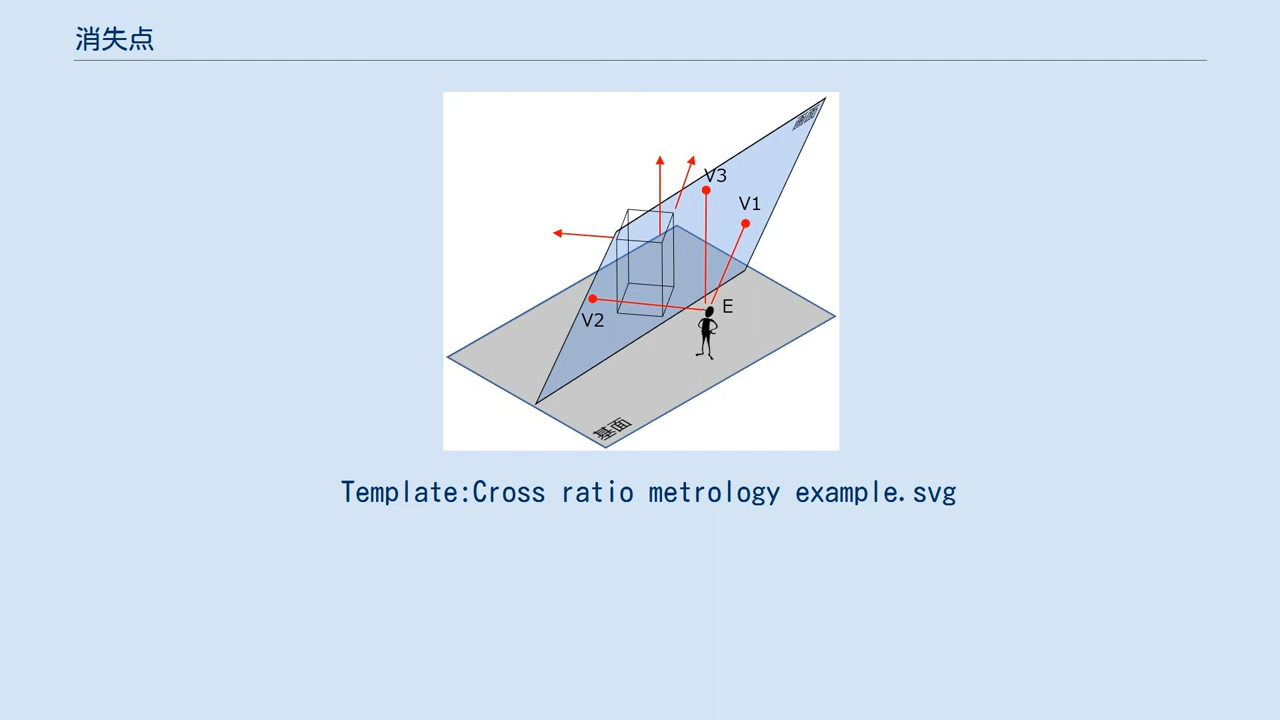 消失点
V3
V1
E
V2
基面
Template:Cross ratio metrology example.svg